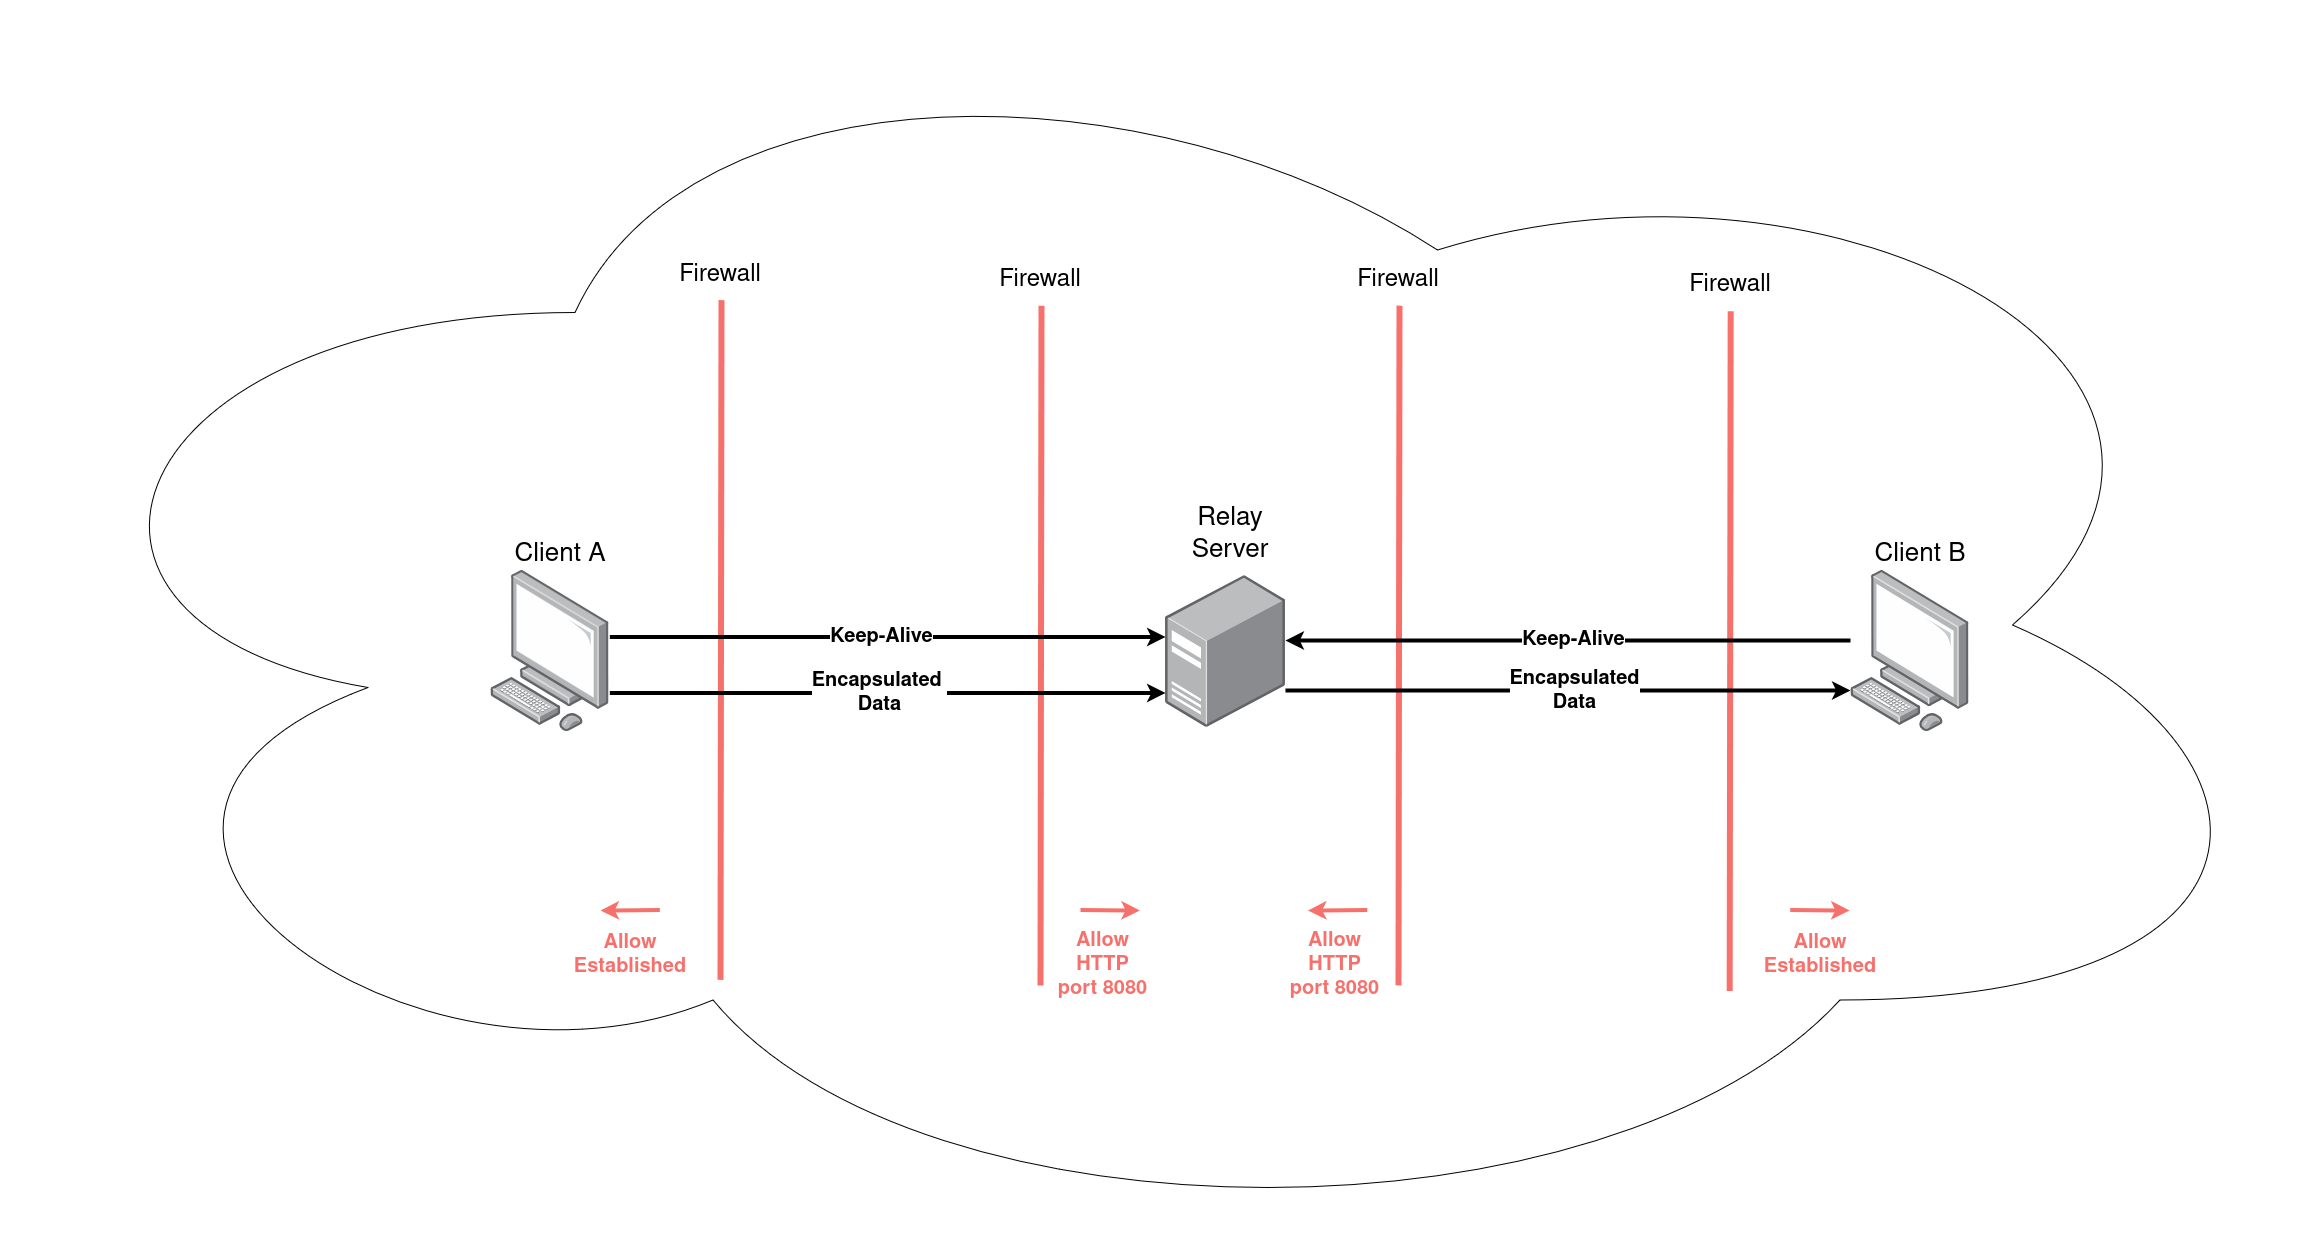 Firewall
Firewall
Firewall
Firewall
Relay
Server
Client A
Client B
Keep-Alive
Keep-Alive
Encapsulated
Data
Encapsulated
Data
Allow
Established
Allow
HTTP
port 8080
Allow
HTTP
port 8080
Allow
Established